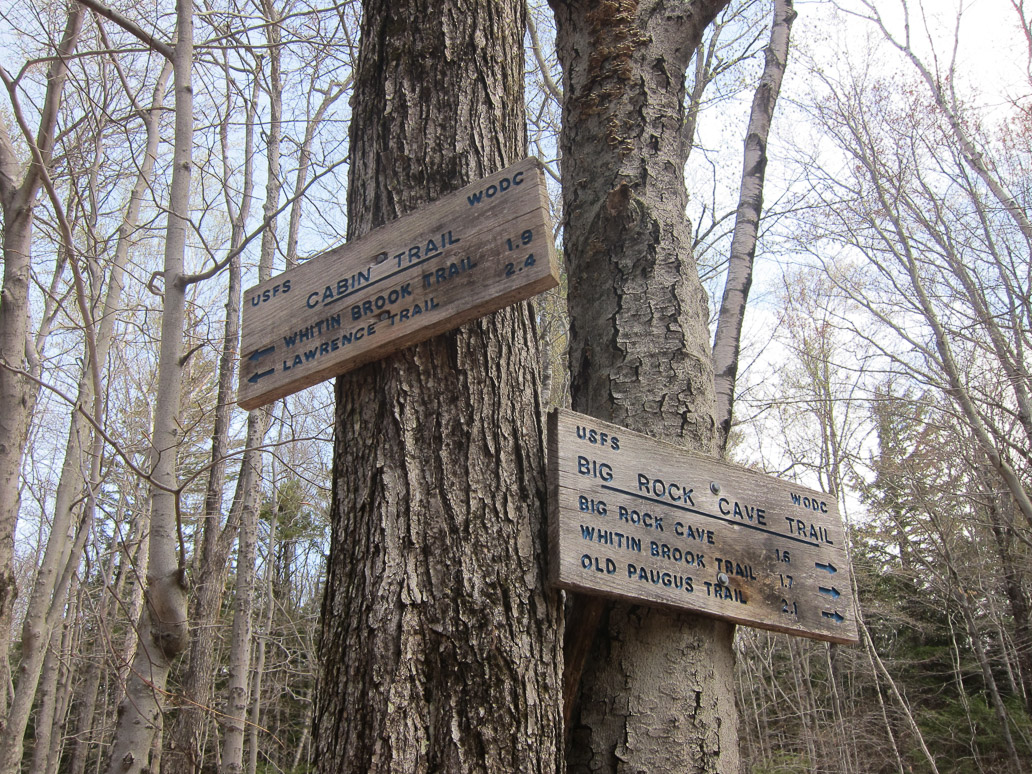 USFS WODC
CABIN TRAIL
← WHITIN BROOK TRAIL 1.9
← LAWRENCE TRAIL 2.4
USFS WODC
BIG ROCK CAVE TRAIL
BIG ROCK CAVE 1.6 →
WHITIN BROOK TRAIL 1.7 →
OLD PAUGUS TRAIL 2.1 →